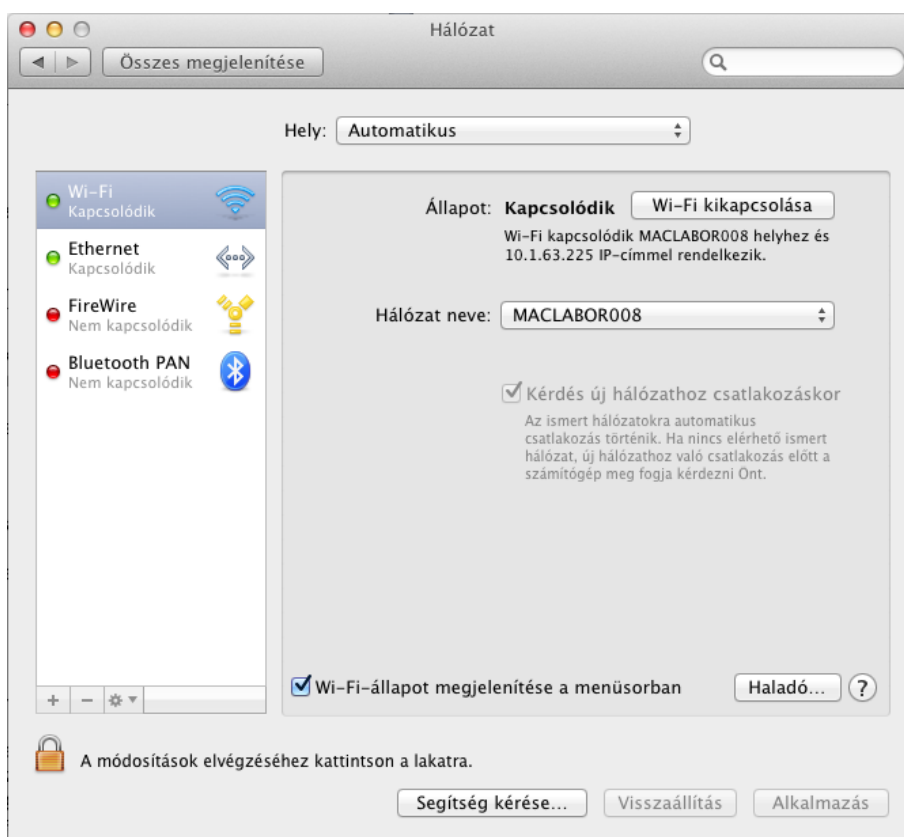 Hálózat
Összes megjelenítése
Hely: Automatikus
Wi-Fi
Kapcsolódik
Ethernet
Kapcsolódik
FireWire
Nem kapcsolódik
Bluetooth PAN
Nem kapcsolódik
Állapot: Kapcsolódik Wi-Fi kikapcsolása
Wi-Fi kapcsolódik MACLABOR008 helyhez és
10.1.63.225 IP-címmel rendelkezik.
Hálózat neve: MACLABOR008
Kérdés új hálózathoz csatlakozáskor
Az ismert hálózatokra automatikus
csatlakozás történik. Ha nincs elérhető ismert
hálózat, új hálózathoz való csatlakozás előtt a
számítógép meg fogja kérdezni Önt.
Wi-Fi-állapot megjelenítése a menüsorban Haladó... ?
A módosítások elvégzéséhez kattintson a lakatra.
Segítség kérése... Visszaállítás Alkalmazás